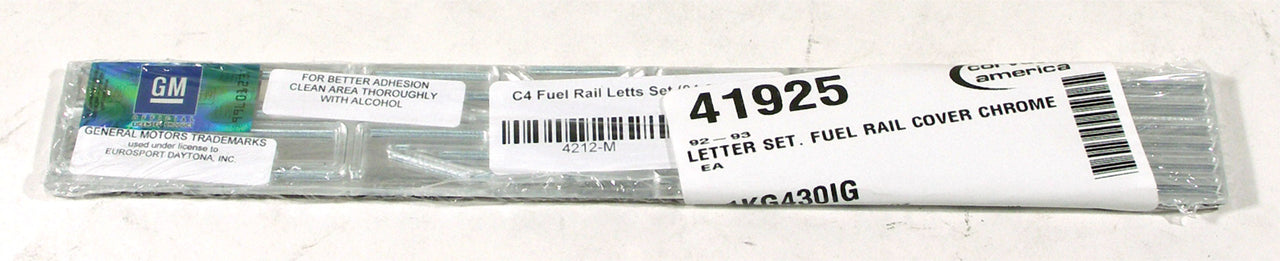 GM
FOR BETTER ADHESION
CLEAN AREA THOROUGHLY
WITH ALCOHOL
GENERAL MOTORS TRADEMARKS
used under license to
EUROSPORT DAYTONA, INC.
C4 Fuel Rail Letts Set
4212-M
america
41925
92-93
LETTER SET. FUEL RAIL COVER CHROME
EA
KG430IG